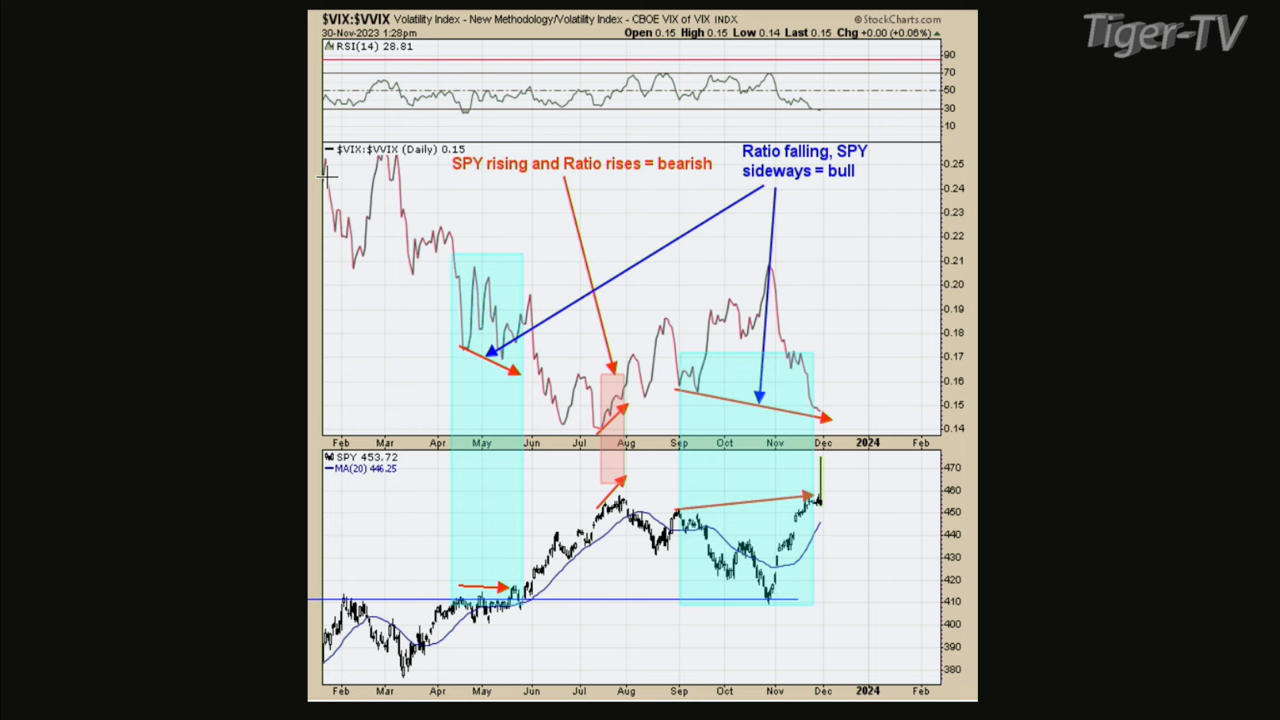 Tiger-TV
$VIX:$VVIX Volatility Index - New Methodology/Volatility Index - CBOE VIX of VIX INDX © StockCharts.com
30-Nov-2023 1:28pm Open 0.15 High 0.15 Low 0.14 Last 0.15 Chg +0.00 (+0.06%)
RSI(14) 28.81
90
70
50
30
10
$VIX:$VVIX (Daily) 0.15
SPY rising and Ratio rises = bearish
Ratio falling, SPY
sideways = bull
0.25
0.24
0.23
0.22
0.21
0.20
0.19
0.18
0.17
0.16
0.15
0.14
Feb Mar Apr May Jun Jul Aug Sep Oct Nov Dec 2024 Feb
SPY 453.72
MA(20) 446.25
470
460
450
440
430
420
410
400
390
380
Feb Mar Apr May Jun Jul Aug Sep Oct Nov Dec 2024 Feb